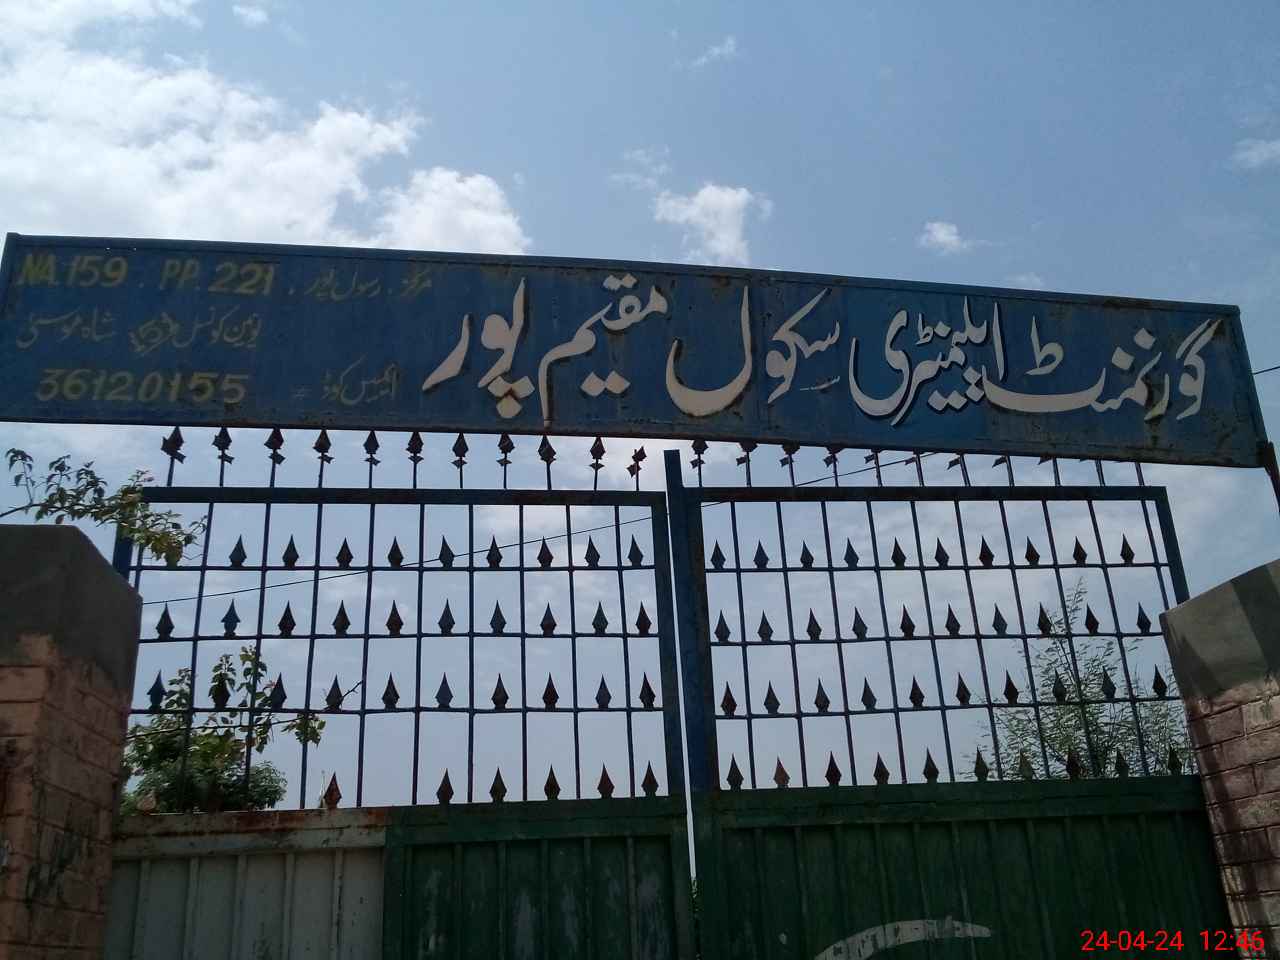 گورنمنٹ ایلیمنٹری سکول مقیم پور
NA.159 . PP. 221 . مرکز . رسول پور
یونین کونسل شاہ موسیٰ
ایمس کوڈ = 36120155
24-04-24 12:46